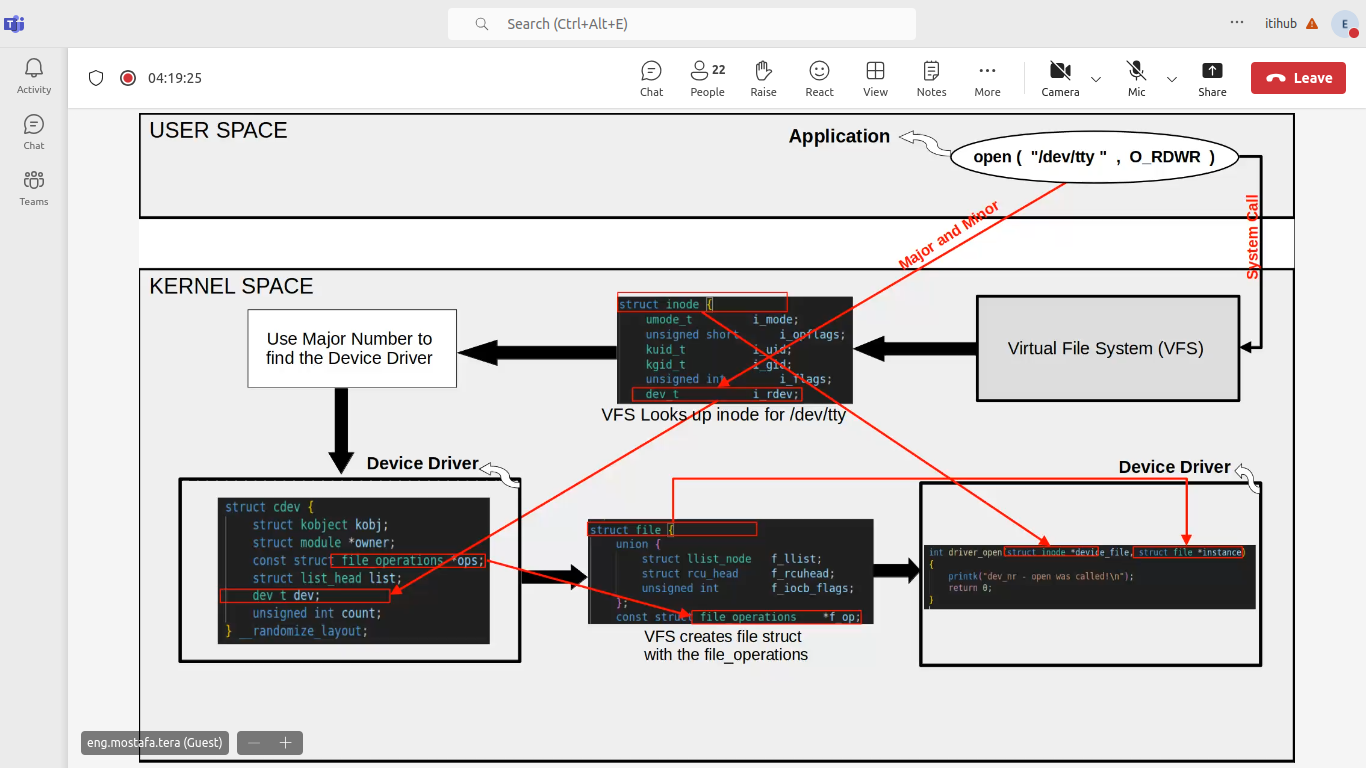 Search (Ctrl+Alt+E)
itihub
E
Activity
Chat
Teams
04:19:25
Chat
People
22
Raise
React
View
Notes
More
Camera
Mic
Share
Leave
USER SPACE
Application
open ( "/dev/tty " , O_RDWR )
Major and Minor
System Call
KERNEL SPACE
Use Major Number to
find the Device Driver
struct inode {
umode_t i_mode;
unsigned short i_opflags;
kuid_t i_uid;
kgid_t i_gid;
unsigned int i_flags;
dev_t i_rdev;
VFS Looks up inode for /dev/tty
Virtual File System (VFS)
Device Driver
struct cdev {
struct kobject kobj;
struct module *owner;
const struct file_operations *ops;
struct list_head list;
dev_t dev;
unsigned int count;
} __randomize_layout;
struct file {
union {
struct llist_node f_llist;
struct rcu_head f_rcuhead;
unsigned int f_iocb_flags;
};
const struct file_operations *f_op;
VFS creates file struct
with the file_operations
Device Driver
int driver_open(struct inode *device_file, struct file *instance)
{
printk("dev_nr - open was called!\n");
return 0;
}
eng.mostafa.tera (Guest)